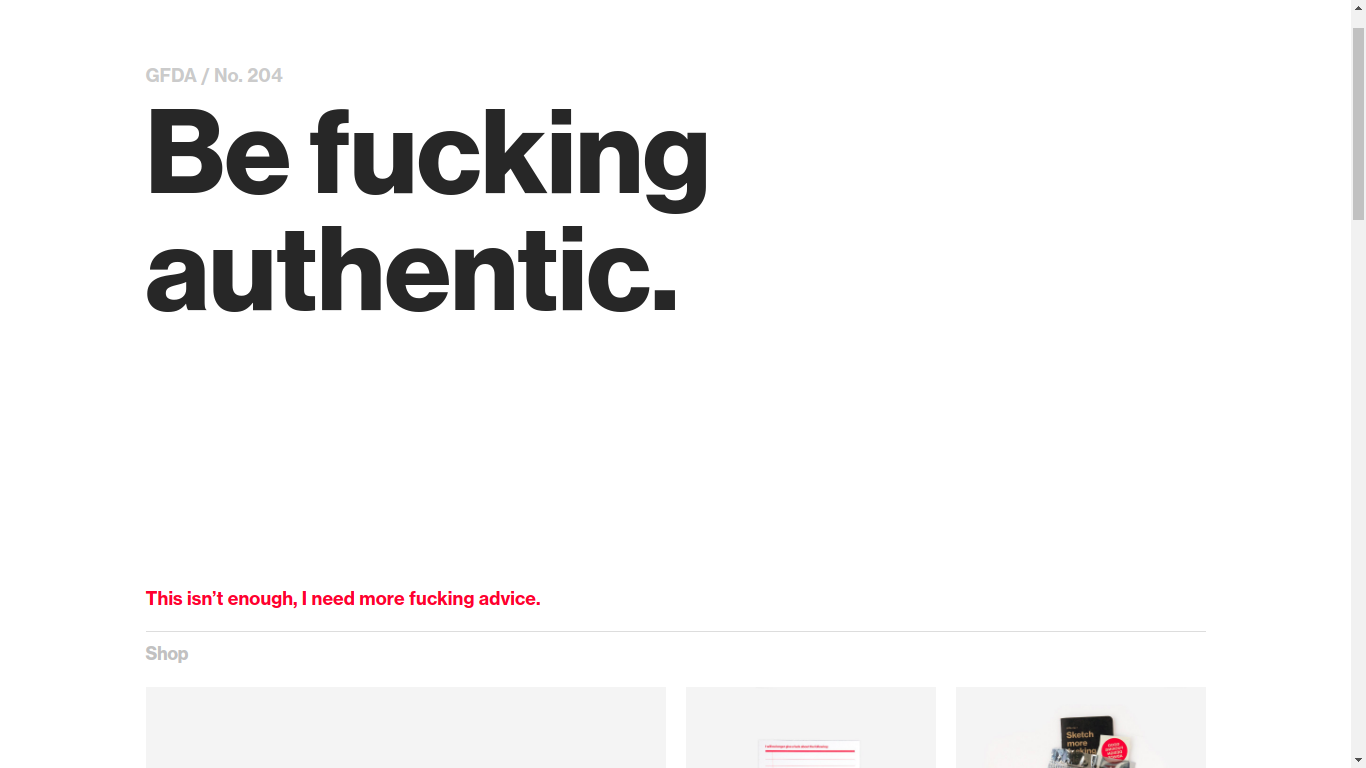 GFDA / No. 204
Be fucking
authentic.
This isn’t enough, I need more fucking advice.
Shop
Sketch
more